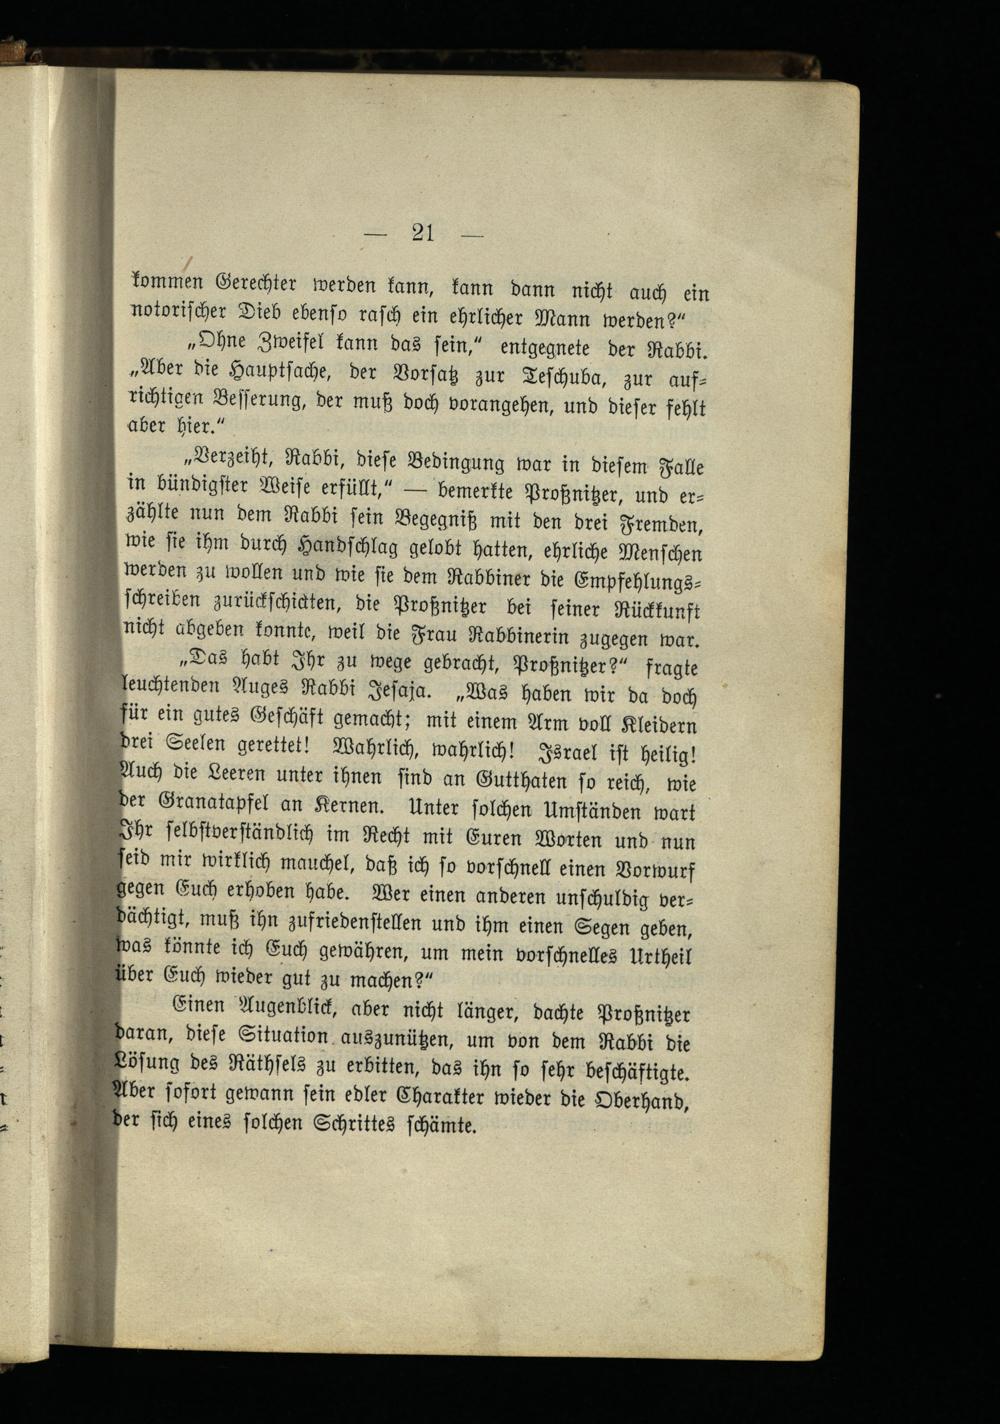 — 21 —
kommen Gerechter werden kann, kann dann nicht auch ein
notorischer Dieb ebenso rasch ein ehrlicher Mann werden?“
„Ohne Zweifel kann das sein,“ entgegnete der Rabbi.
„Aber die Hauptsache, der Vorsatz zur Teschuba, zur auf-
richtigen Besserung, der muß doch vorangehen, und dieser fehlt
aber hier.“
„Verzeiht, Rabbi, diese Bedingung war in diesem Falle
in bündigster Weise erfüllt,“ — bemerkte Proßnitzer, und er-
zählte nun dem Rabbi sein Begegniß mit den drei Fremden,
wie sie ihm durch Handschlag gelobt hatten, ehrliche Menschen
werden zu wollen und wie sie dem Rabbiner die Empfehlungs-
schreiben zurückschickten, die Proßnitzer bei seiner Rückkunft
nicht abgeben konnte, weil die Frau Rabbinerin zugegen war.
„Das habt Ihr zu wege gebracht, Proßnitzer?“ fragte
leuchtenden Auges Rabbi Jesaja. „Was haben wir da doch
für ein gutes Geschäft gemacht; mit einem Arm voll Kleidern
drei Seelen gerettet! Wahrlich, wahrlich! Israel ist heilig!
Auch die Leeren unter ihnen sind an Gutthaten so reich, wie
der Granatapfel an Kernen. Unter solchen Umständen wart
Ihr selbstverständlich im Recht mit Euren Worten und nun
seid mir wirklich mauchel, daß ich so vorschnell einen Vorwurf
gegen Euch erhoben habe. Wer einen anderen unschuldig ver-
dächtigt, muß ihn zufriedenstellen und ihm einen Segen geben,
was könnte ich Euch gewähren, um mein vorschnelles Urtheil
über Euch wieder gut zu machen?“
Einen Augenblick, aber nicht länger, dachte Proßnitzer
daran, diese Situation auszunützen, um von dem Rabbi die
Lösung des Räthsels zu erbitten, das ihn so sehr beschäftigte.
Aber sofort gewann sein edler Charakter wieder die Oberhand,
der sich eines solchen Schrittes schämte.